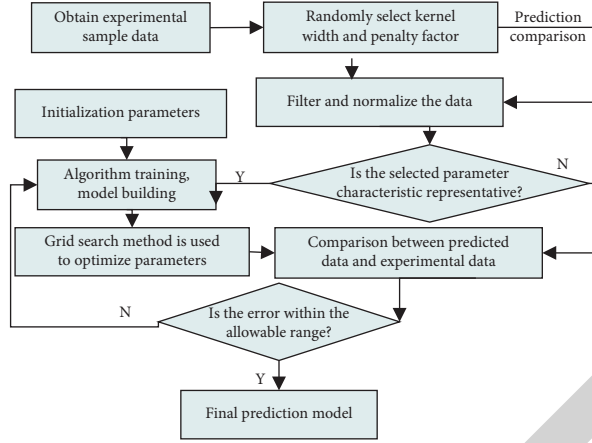 Obtain experimental
sample data
Randomly select kernel
width and penalty factor
Prediction
comparison
Filter and normalize the data
Initialization parameters
Is the selected parameter
characteristic representative?
N
Y
Algorithm training,
model building
Grid search method is used
to optimize parameters
Comparison between predicted
data and experimental data
N
Is the error within the
allowable range?
Y
Final prediction model